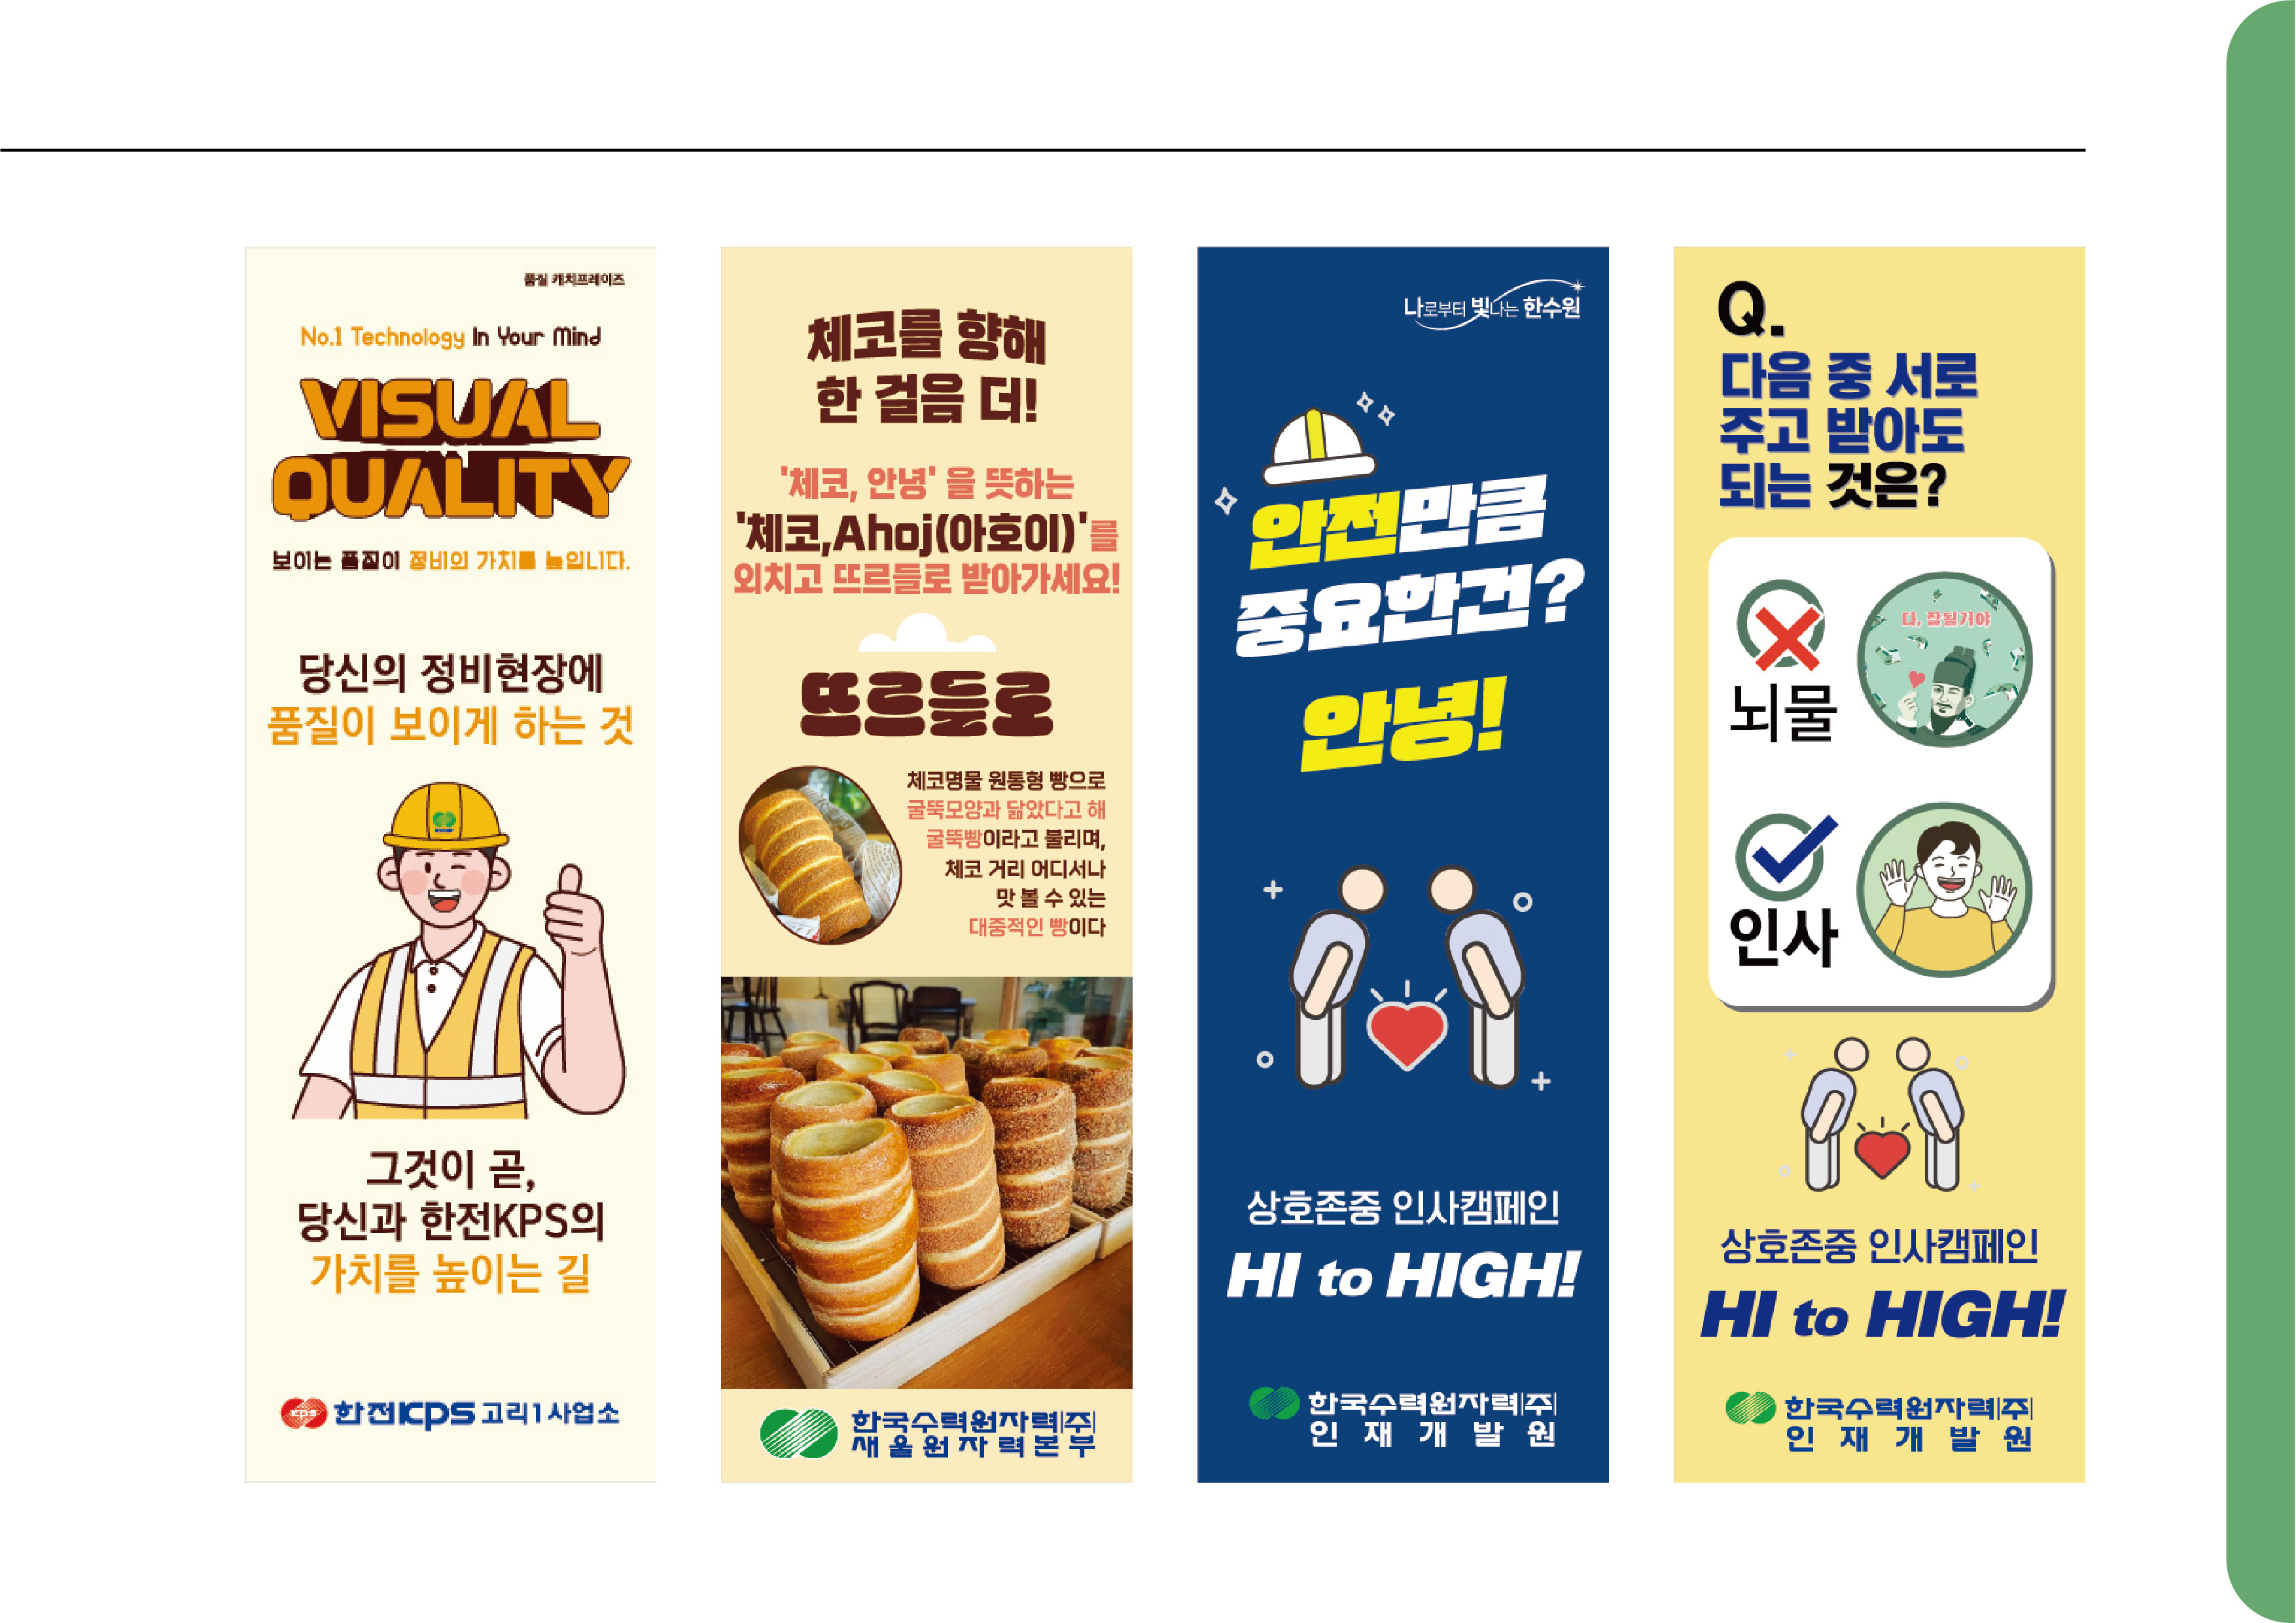 품질 캐치프레이즈
No.1 Technology In Your Mind
VISUAL
QUALITY
보이는 품질이 정비의 가치를 높입니다.
당신의 정비현장에
품질이 보이게 하는 것
그것이 곧,
당신과 한전KPS의
가치를 높이는 길
kps 한전KPS 고리1사업소
체코를 향해
한 걸음 더!
'체코, 안녕' 을 뜻하는
'체코,Ahoj(아호이)'를
외치고 뜨르들로 받아가세요!
뜨르들로
체코명물 원통형 빵으로
굴뚝모양과 닮았다고 해
굴뚝빵이라고 불리며,
체코 거리 어디서나
맛 볼 수 있는
대중적인 빵이다
한국수력원자력(주)
새울원자력본부
나로부터 빛나는 한수원
안전만큼
중요한건?
안녕!
상호존중 인사캠페인
HI to HIGH!
한국수력원자력(주)
인재개발원
Q.
다음 중 서로
주고 받아도
되는 것은?
다, 잘될거야
뇌물
인사
상호존중 인사캠페인
HI to HIGH!
한국수력원자력(주)
인재개발원